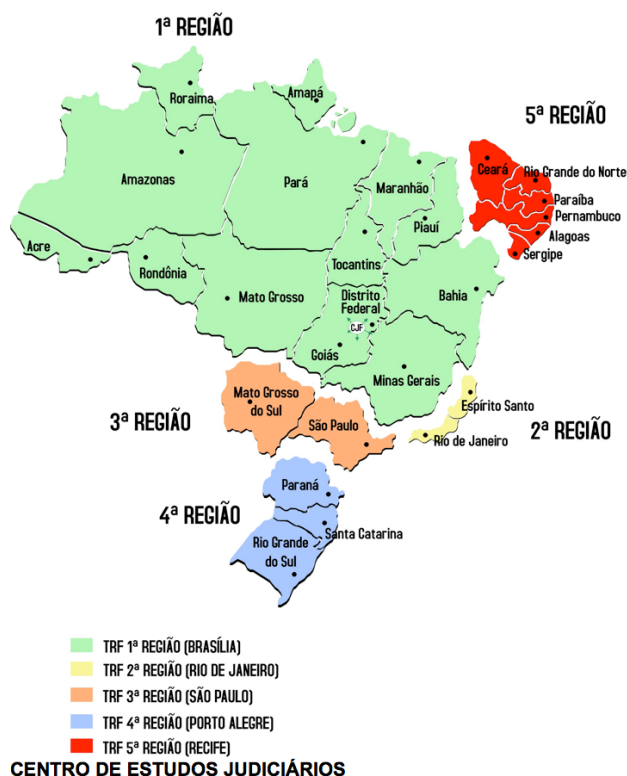 1ª REGIÃO
Roraima
Amapá
5ª REGIÃO
Amazonas
Pará
Maranhão
Ceará
Rio Grande do Norte
Paraíba
Pernambuco
Piauí
Alagoas
Acre
Sergipe
Rondônia
Tocantins
Mato Grosso
Distrito
Federal
Bahia
CJF
Goiás
Minas Gerais
Mato Grosso
do Sul
Espírito Santo
3ª REGIÃO
São Paulo
Rio de Janeiro
2ª REGIÃO
Paraná
4ª REGIÃO
Santa Catarina
Rio Grande
do Sul
TRF 1ª REGIÃO (BRASÍLIA)
TRF 2ª REGIÃO (RIO DE JANEIRO)
TRF 3ª REGIÃO (SÃO PAULO)
TRF 4ª REGIÃO (PORTO ALEGRE)
TRF 5ª REGIÃO (RECIFE)
CENTRO DE ESTUDOS JUDICIÁRIOS